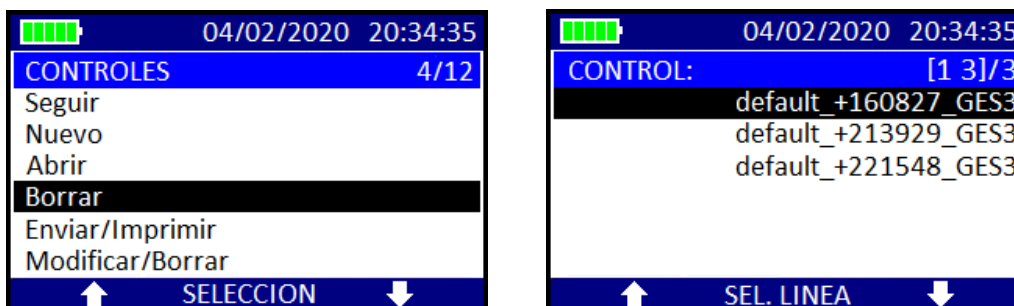 04/02/2020 20:34:35
CONTROLES 4/12
Seguir
Nuevo
Abrir
Borrar
Enviar/Imprimir
Modificar/Borrar
SELECCION
04/02/2020 20:34:35
CONTROL: [1 3]/3
default_+160827_GES3
default_+213929_GES3
default_+221548_GES3
SEL. LINEA